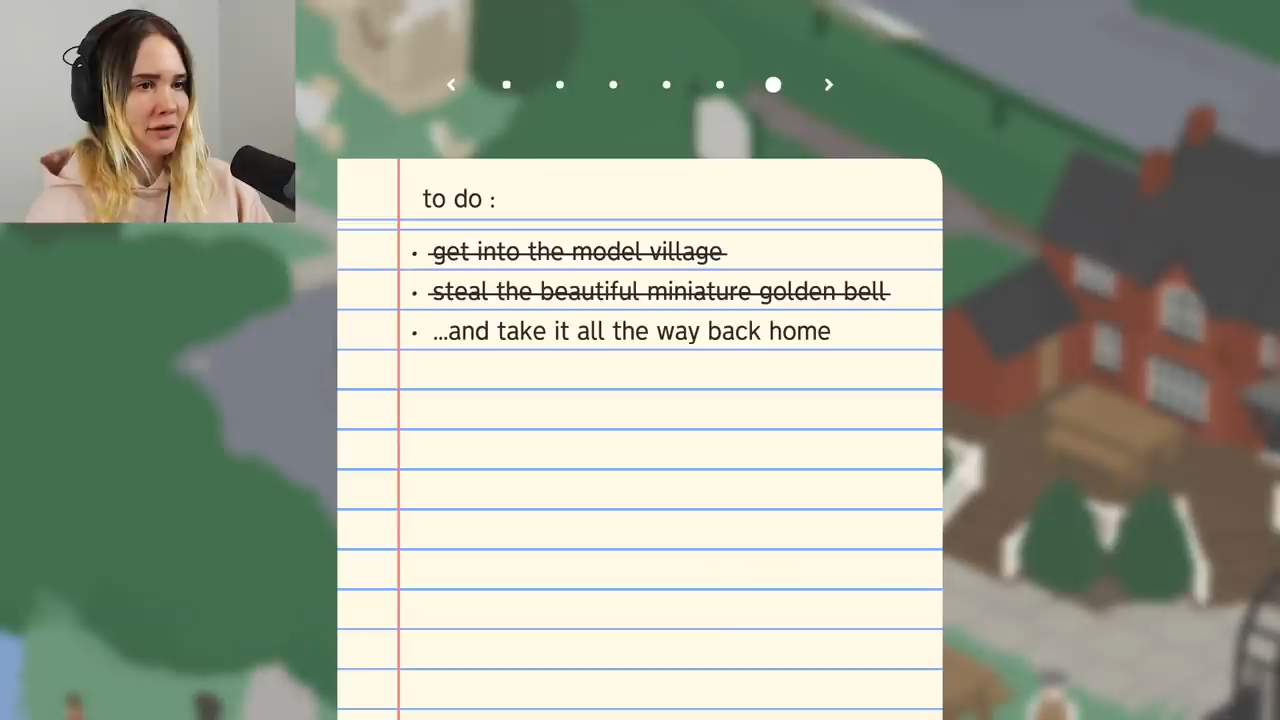 to do :
• get into the model village
• steal the beautiful miniature golden bell
• ...and take it all the way back home